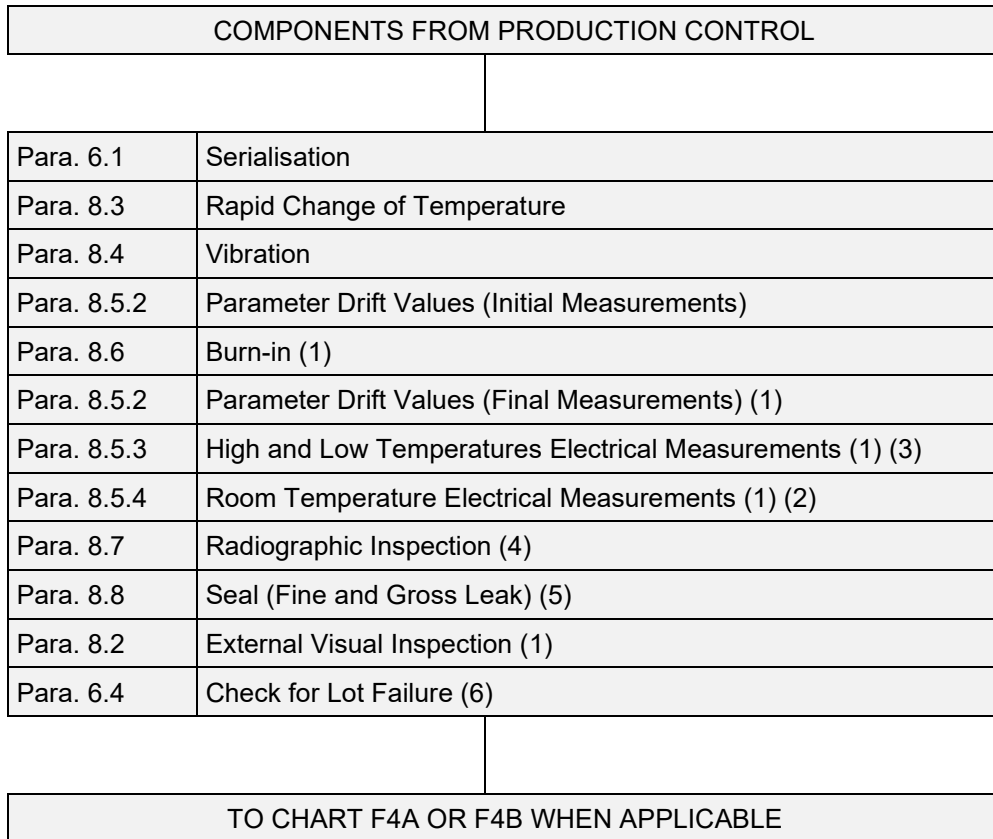 COMPONENTS FROM PRODUCTION CONTROL
Para. 6.1 Serialisation
Para. 8.3 Rapid Change of Temperature
Para. 8.4 Vibration
Para. 8.5.2 Parameter Drift Values (Initial Measurements)
Para. 8.6 Burn-in (1)
Para. 8.5.2 Parameter Drift Values (Final Measurements) (1)
Para. 8.5.3 High and Low Temperatures Electrical Measurements (1) (3)
Para. 8.5.4 Room Temperature Electrical Measurements (1) (2)
Para. 8.7 Radiographic Inspection (4)
Para. 8.8 Seal (Fine and Gross Leak) (5)
Para. 8.2 External Visual Inspection (1)
Para. 6.4 Check for Lot Failure (6)
TO CHART F4A OR F4B WHEN APPLICABLE